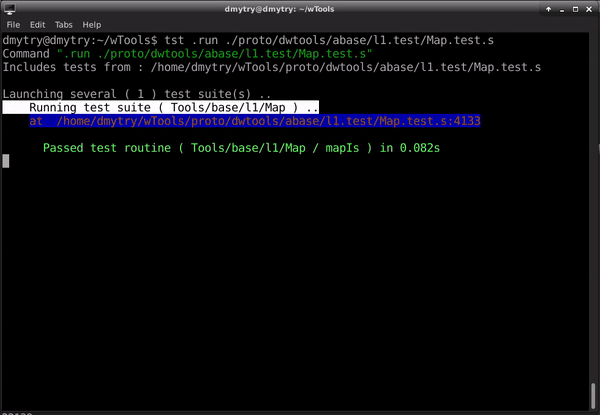 dmytry@dmytry: ~/wTools
File Edit Tabs Help
dmytry@dmytry:~/wTools$ tst .run ./proto/dwtools/abase/l1.test/Map.test.s
Command ".run ./proto/dwtools/abase/l1.test/Map.test.s"
Includes tests from : /home/dmytry/wTools/proto/dwtools/abase/l1.test/Map.test.s
Launching several ( 1 ) test suite(s) ..
Running test suite ( Tools/base/l1/Map ) ..
at  /home/dmytry/wTools/proto/dwtools/abase/l1.test/Map.test.s:4133
Passed test routine ( Tools/base/l1/Map / mapIs ) in 0.082s